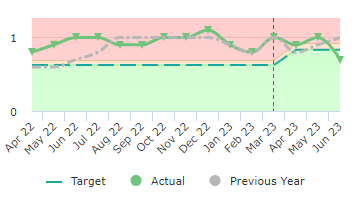 1
0
Apr 22
May 22
Jun 22
Jul 22
Aug 22
Sep 22
Oct 22
Nov 22
Dec 22
Jan 23
Feb 23
Mar 23
Apr 23
May 23
Jun 23
Target
Actual
Previous Year